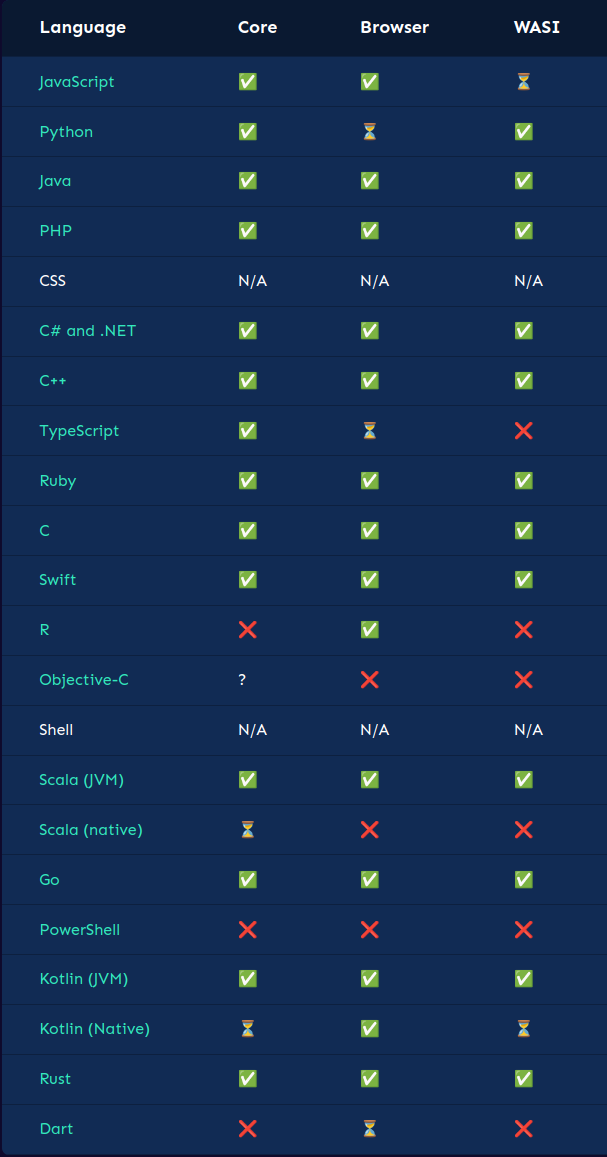 Language Core Browser WASI
JavaScript ✅ ✅ ⏳
Python ✅ ⏳ ✅
Java ✅ ✅ ✅
PHP ✅ ✅ ✅
CSS N/A N/A N/A
C# and .NET ✅ ✅ ✅
C++ ✅ ✅ ✅
TypeScript ✅ ⏳ ❌
Ruby ✅ ✅ ✅
C ✅ ✅ ✅
Swift ✅ ✅ ✅
R ❌ ✅ ❌
Objective-C ? ❌ ❌
Shell N/A N/A N/A
Scala (JVM) ✅ ✅ ✅
Scala (native) ⏳ ❌ ❌
Go ✅ ✅ ✅
PowerShell ❌ ❌ ❌
Kotlin (JVM) ✅ ✅ ✅
Kotlin (Native) ⏳ ✅ ⏳
Rust ✅ ✅ ✅
Dart ❌ ⏳ ❌